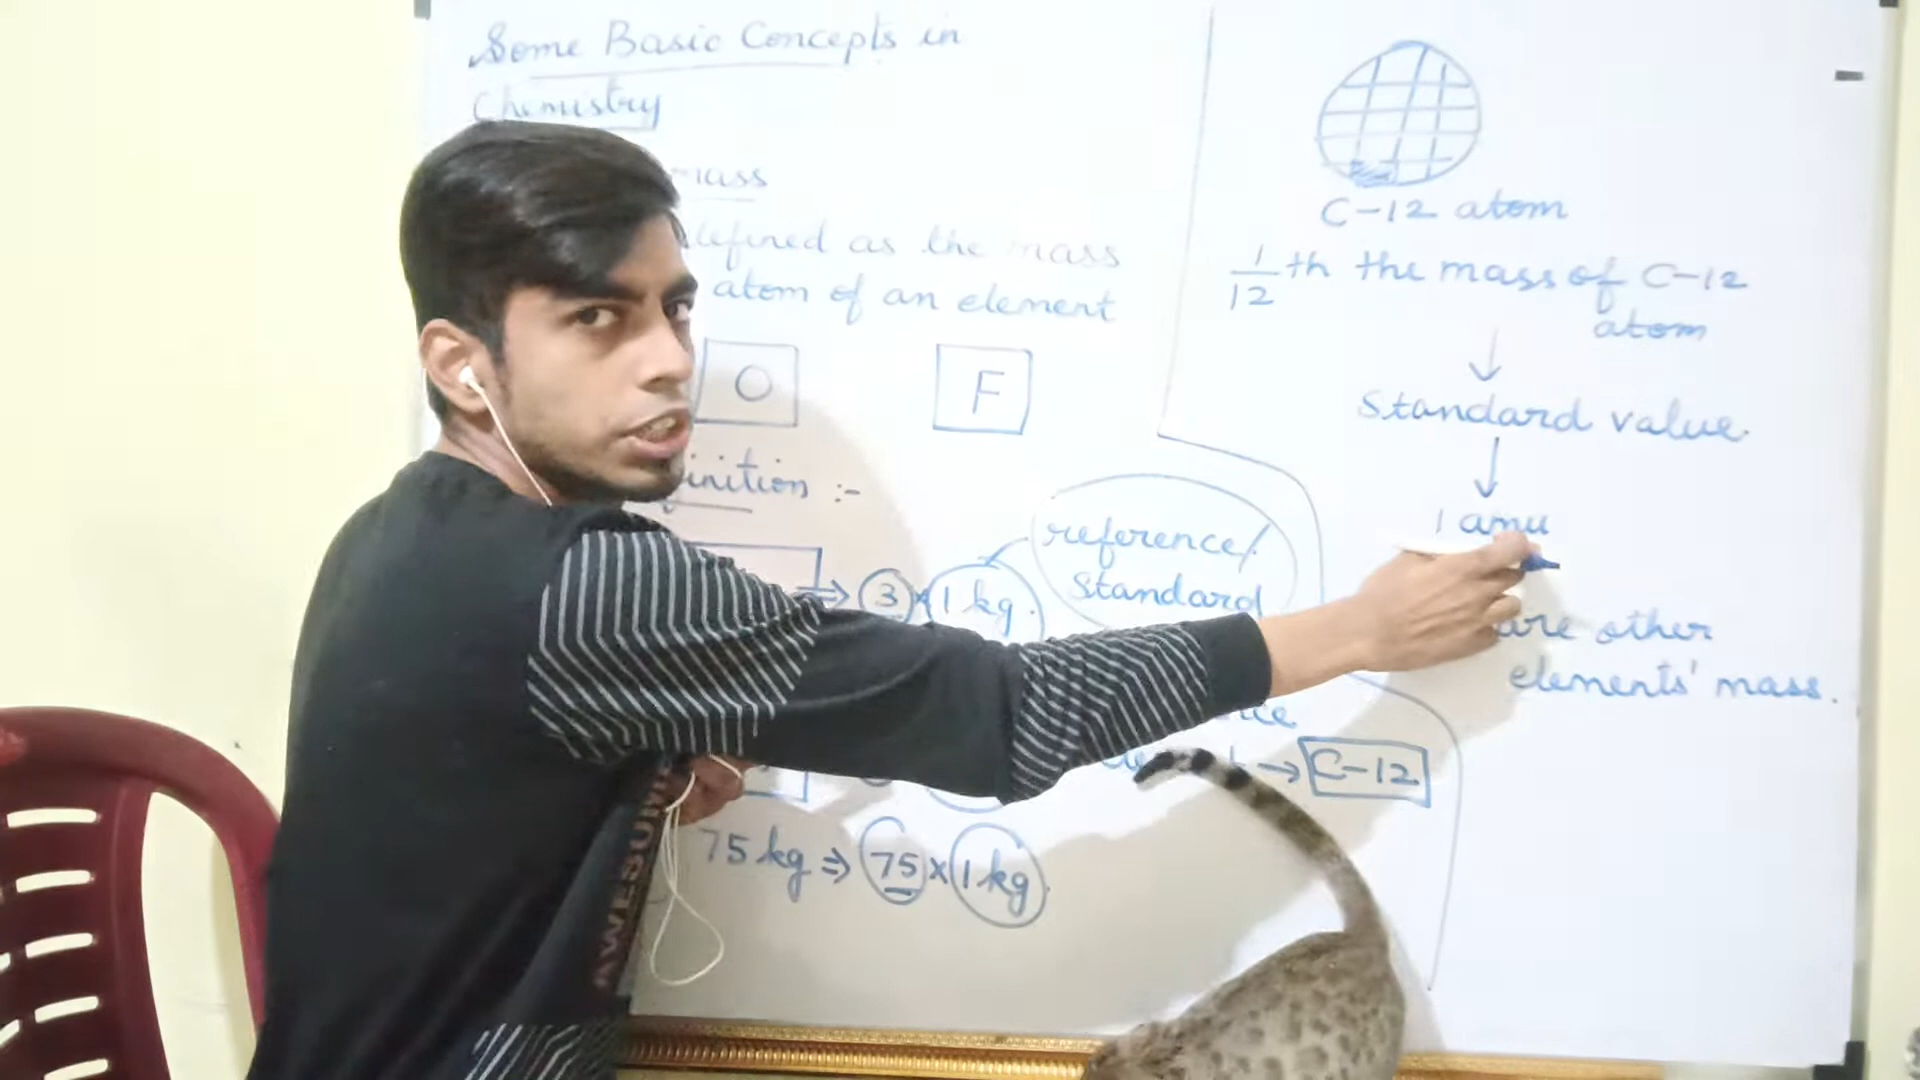 Some Basic Concepts in
Chemistry
mass
defined as the mass
atom of an element
O
F
inition :-
⇒ 3 × 1 kg.
reference/
standard
75 kg ⇒ 75 × 1 kg.
AWESOM
C-12 atom
1/12 th the mass of C-12
atom
↓
Standard value.
↓
1 amu
are other
elements' mass.
→ C-12